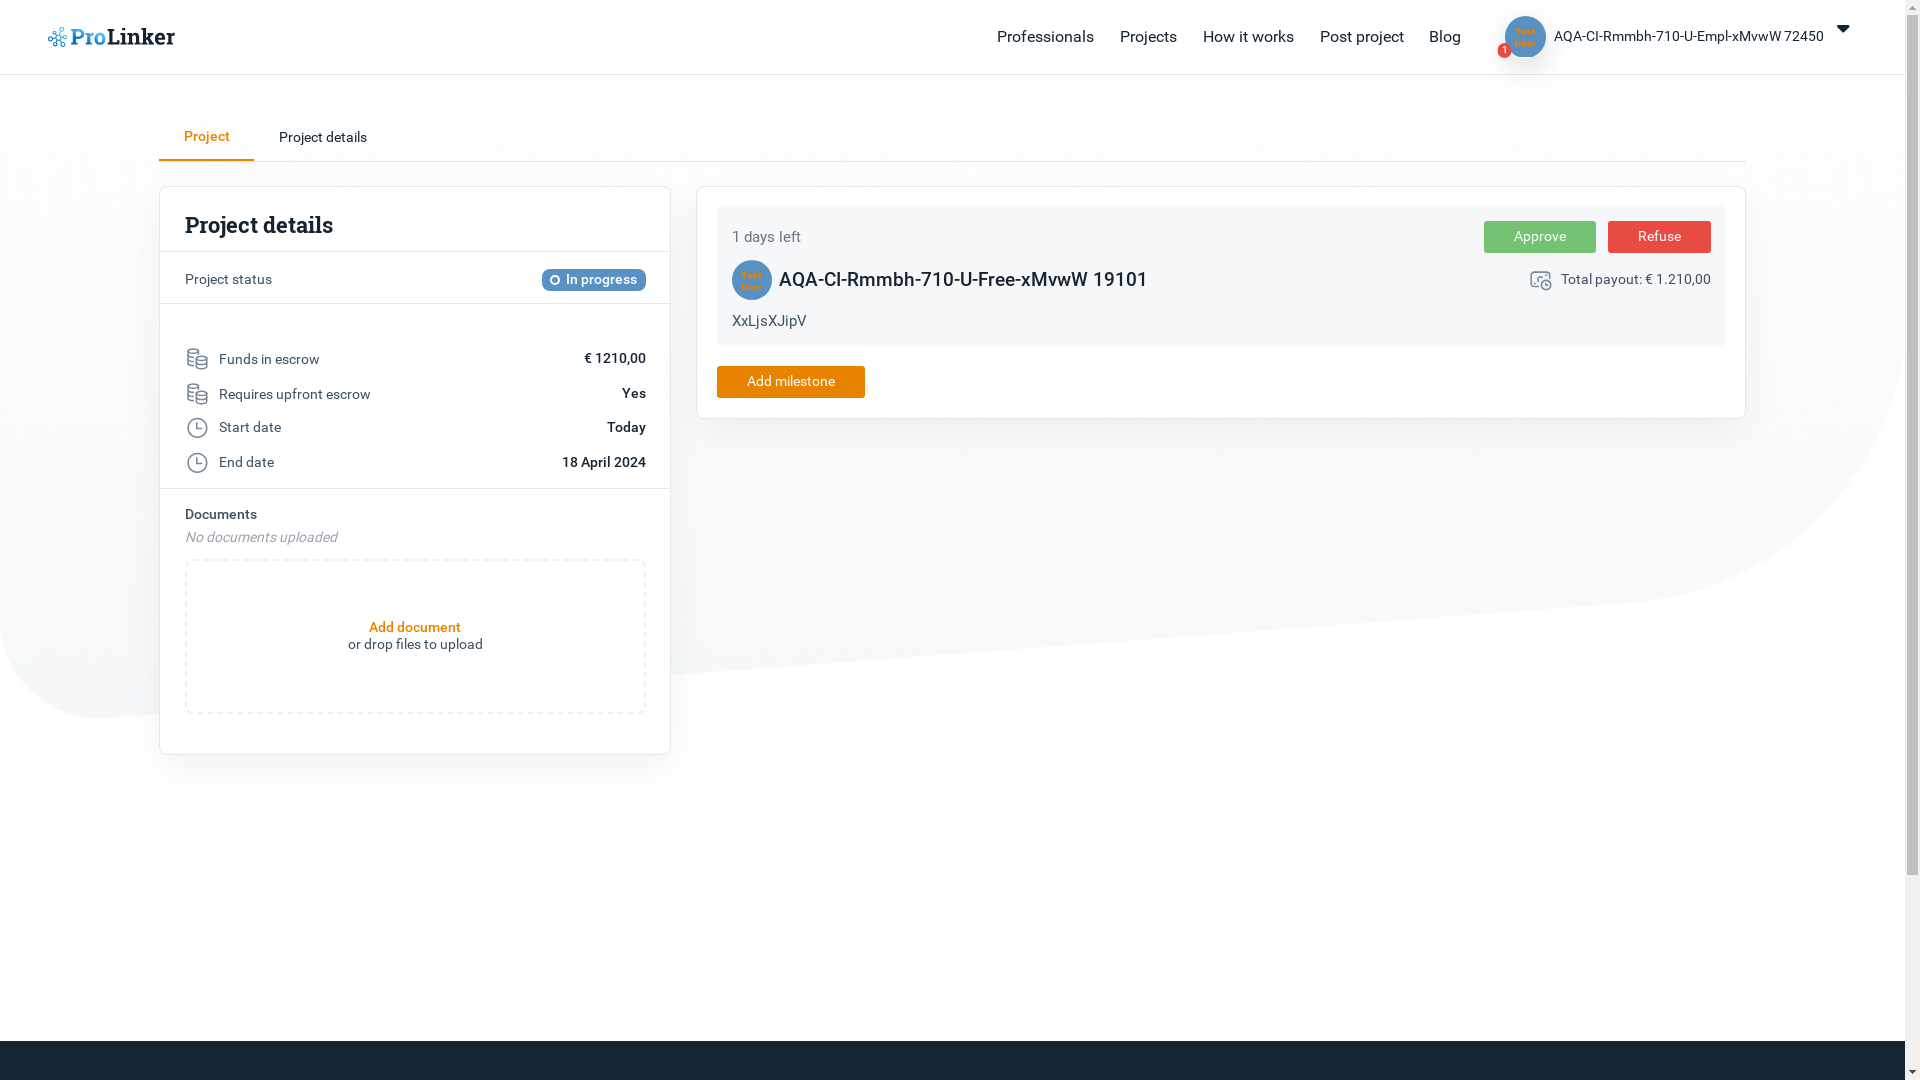 ProLinker
Professionals
Projects
How it works
Post project
Blog
Test
User
1
AQA-CI-Rmmbh-710-U-Empl-xMvwW 72450
Project
Project details
Project details
Project status
In progress
Funds in escrow
€ 1210,00
Requires upfront escrow
Yes
Start date
Today
End date
18 April 2024
Documents
No documents uploaded
Add document
or drop files to upload
1 days left
Approve
Refuse
Test
User
AQA-CI-Rmmbh-710-U-Free-xMvwW 19101
Total payout: € 1.210,00
XxLjsXJipV
Add milestone